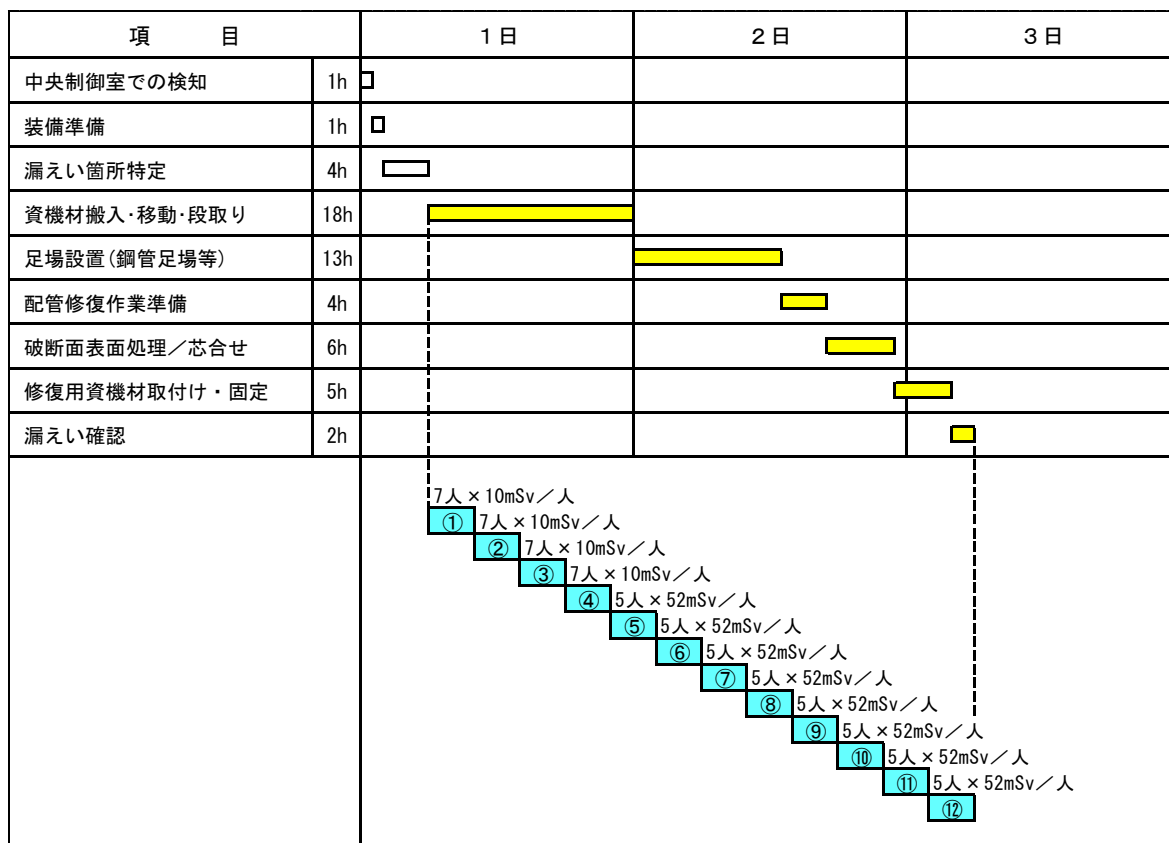 項　　目 1日 2日 3日
中央制御室での検知 1h
装備準備 1h
漏えい箇所特定 4h
資機材搬入･移動･段取り 18h
足場設置(鋼管足場等) 13h
配管修復作業準備 4h
破断面表面処理／芯合せ 6h
修復用資機材取付け・固定 5h
漏えい確認 2h
7人×10mSv／人
① 7人×10mSv／人
② 7人×10mSv／人
③ 7人×10mSv／人
④ 5人×52mSv／人
⑤ 5人×52mSv／人
⑥ 5人×52mSv／人
⑦ 5人×52mSv／人
⑧ 5人×52mSv／人
⑨ 5人×52mSv／人
⑩ 5人×52mSv／人
⑪ 5人×52mSv／人
⑫